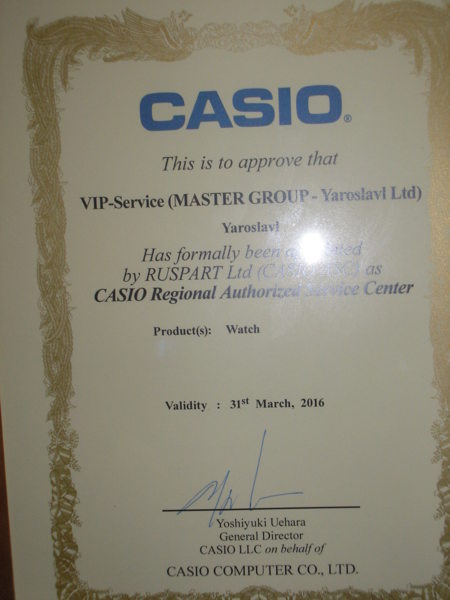 CASIO®
This is to approve that
VIP-Service (MASTER GROUP - Yaroslavl Ltd)
Yaroslavl
Has formally been
by RUSPART Ltd as
CASIO Regional Authorized Service Center
Product(s): Watch
Validity : 31st March, 2016
Yoshiyuki Uehara
General Director
CASIO LLC on behalf of
CASIO COMPUTER CO., LTD.